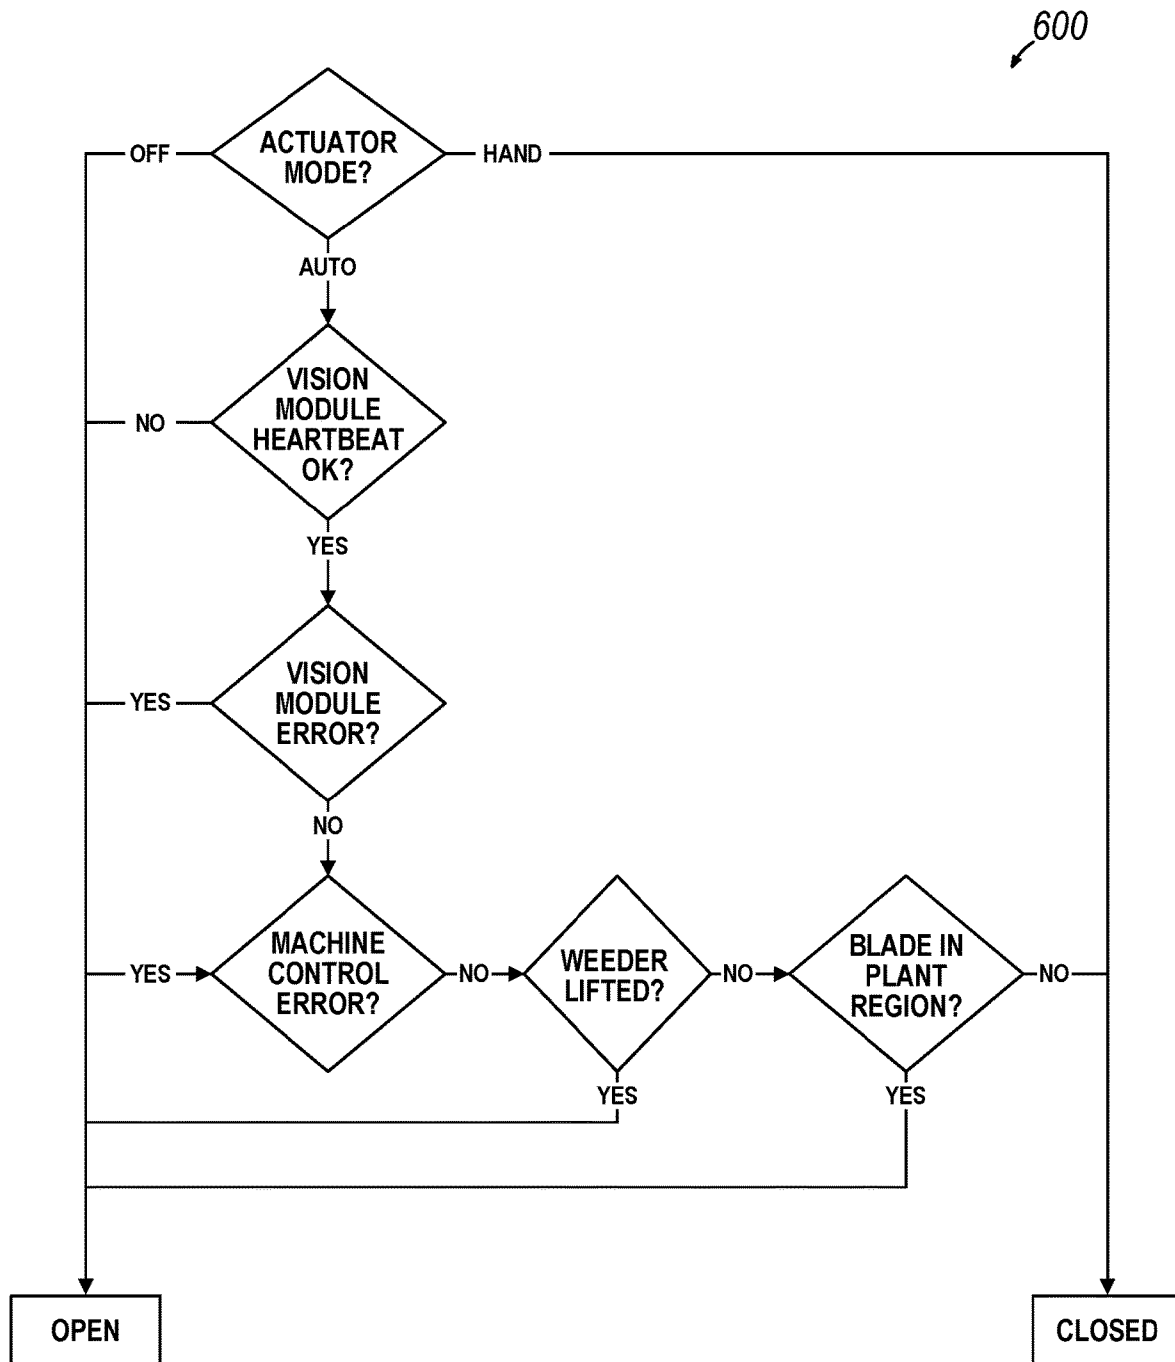 600
ACTUATOR
MODE?
OFF
HAND
AUTO
VISION
MODULE
HEARTBEAT
OK?
NO
YES
VISION
MODULE
ERROR?
YES
NO
MACHINE
CONTROL
ERROR?
YES
NO
WEEDER
LIFTED?
NO
BLADE IN
PLANT
REGION?
NO
YES
YES
OPEN
CLOSED